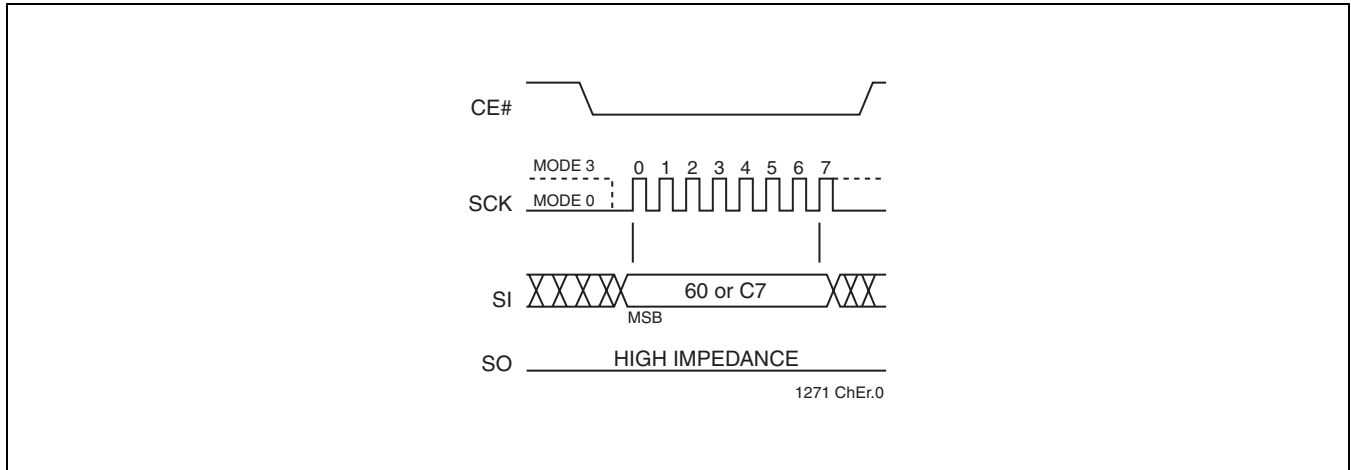 CE#
MODE 3 0 1 2 3 4 5 6 7
SCK MODE 0
SI 60 or C7
MSB
SO HIGH IMPEDANCE
1271 ChEr.0